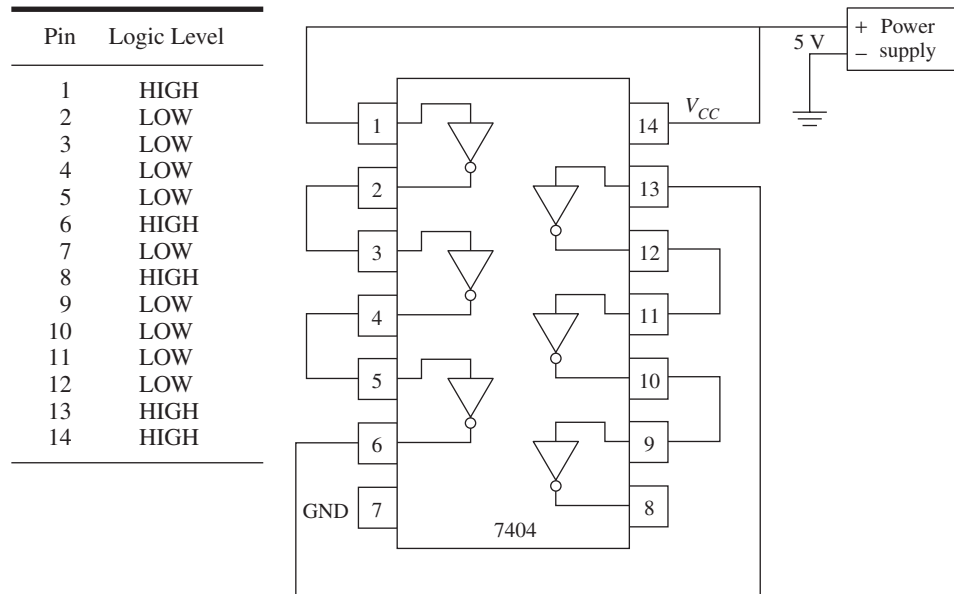 Pin Logic Level
1 HIGH
2 LOW
3 LOW
4 LOW
5 LOW
6 HIGH
7 LOW
8 HIGH
9 LOW
10 LOW
11 LOW
12 LOW
13 HIGH
14 HIGH
+ Power
5 V
– supply
V_CC
1 14
2 13
3 12
4 11
5 10
6 9
GND 7 8
7404